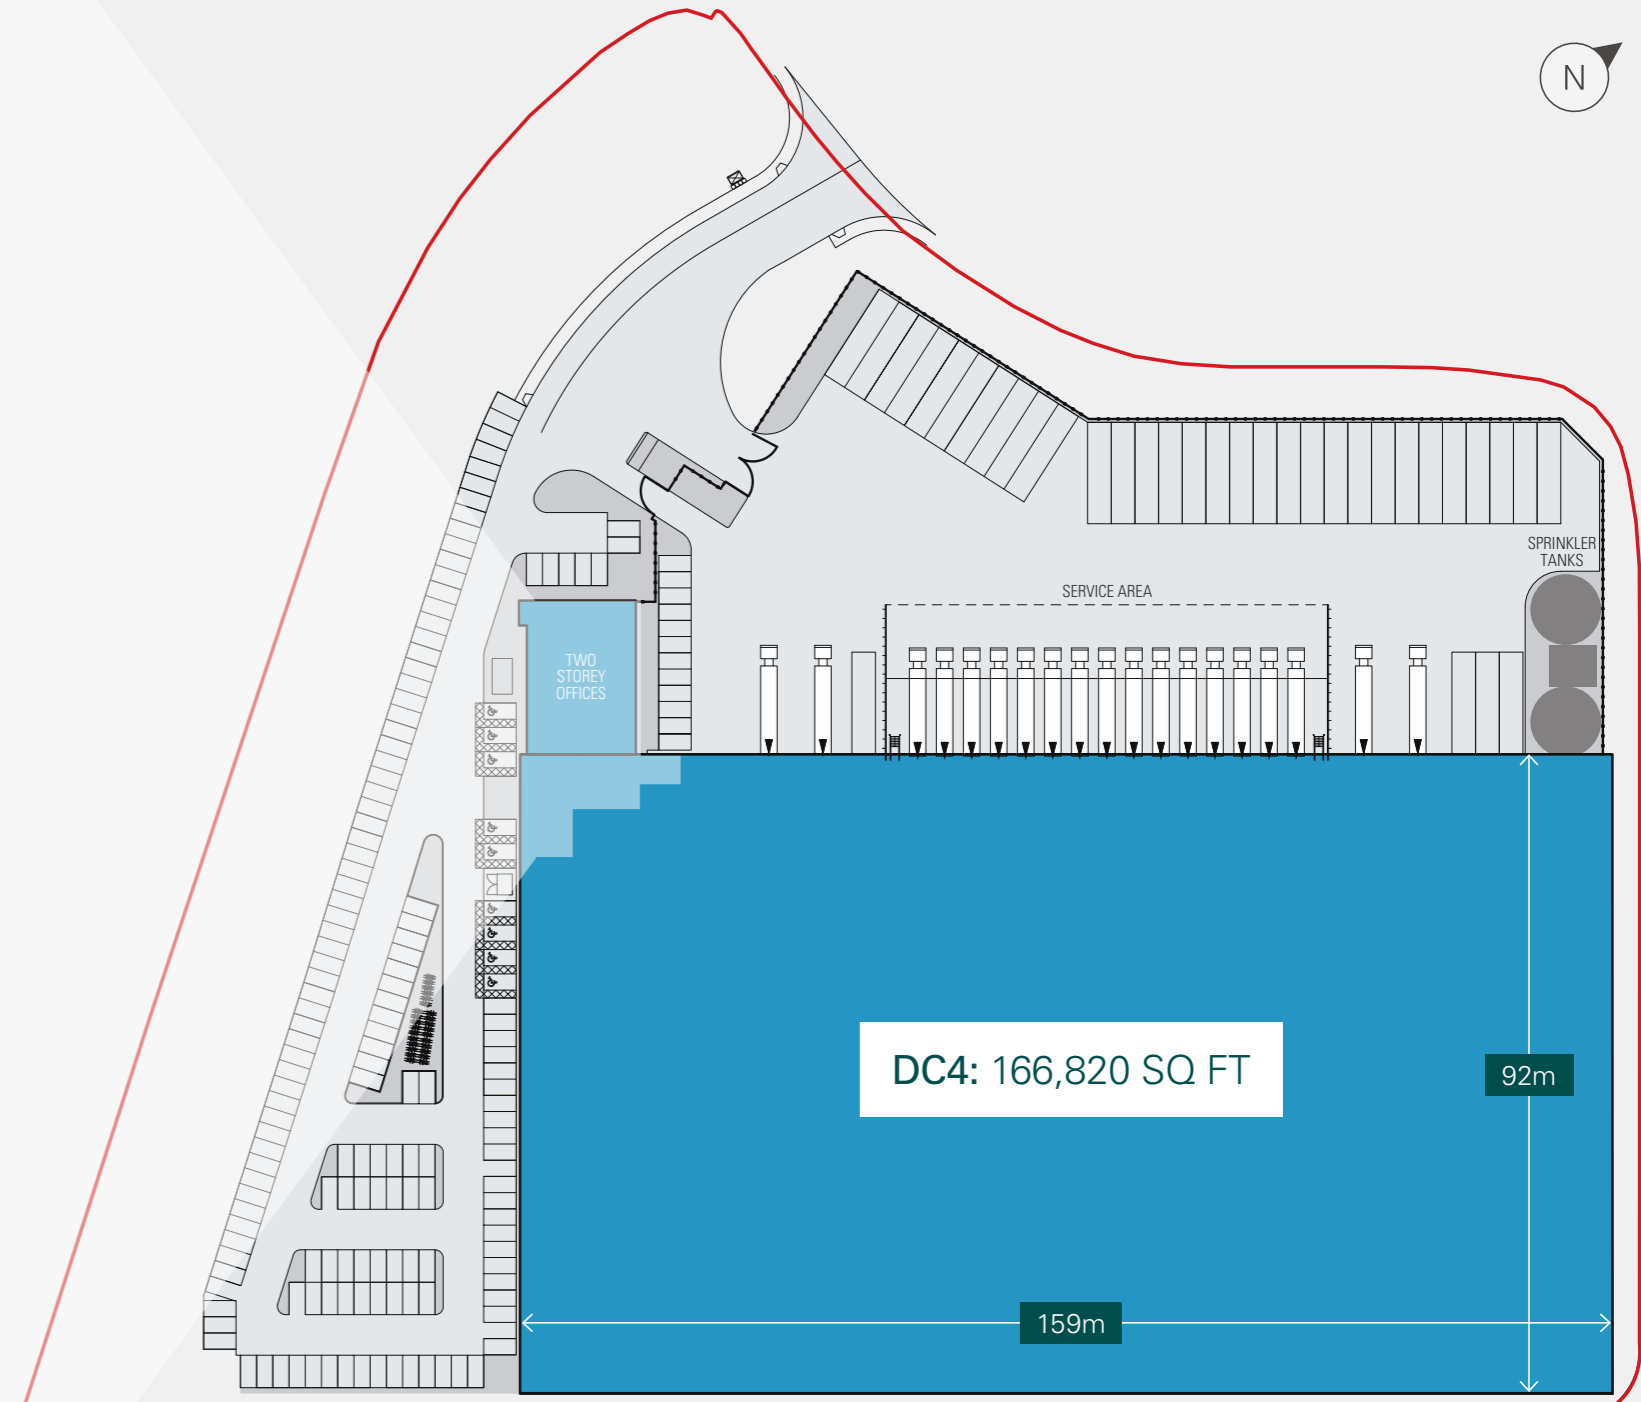 N
SPRINKLER
TANKS
SERVICE AREA
TWO
STOREY
OFFICES
DC4: 166,820 SQ FT
92m
159m